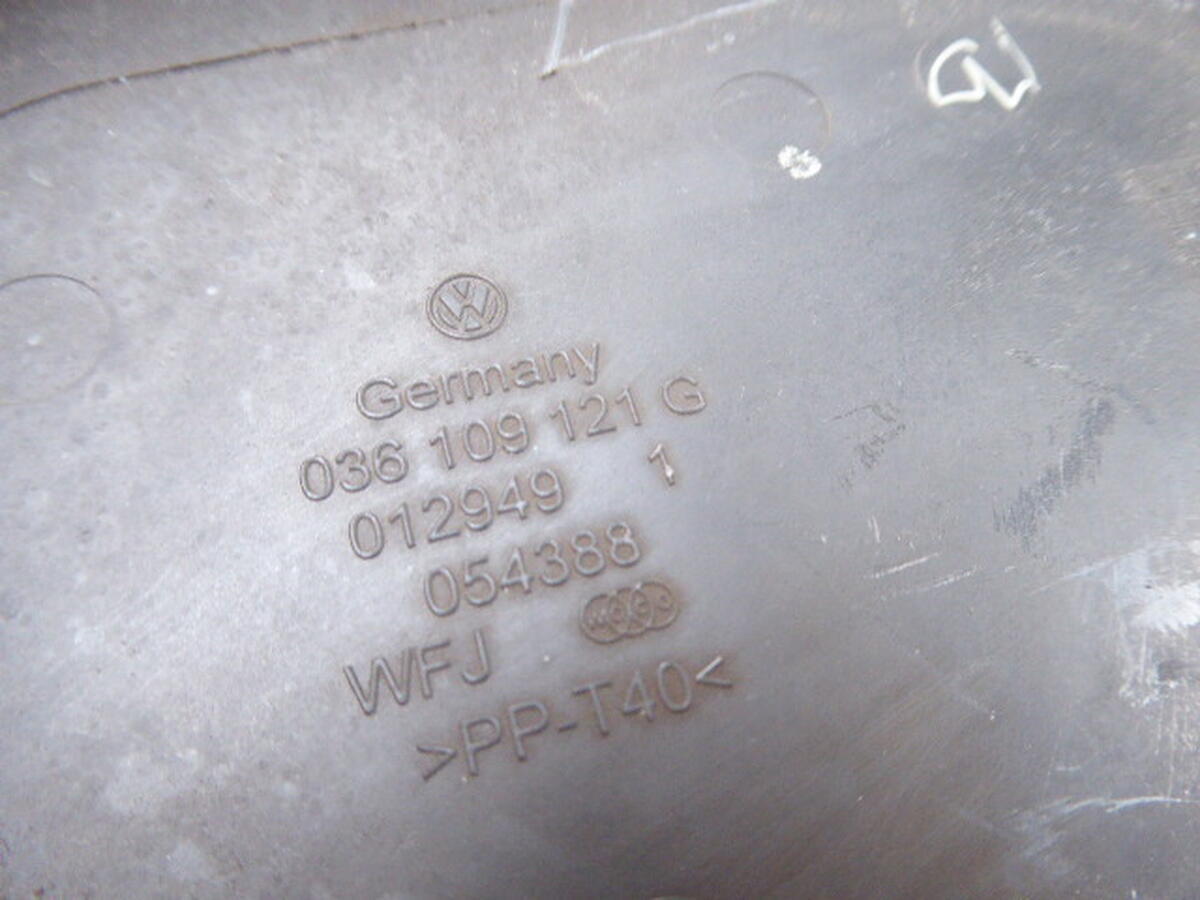 Germany
036 109 121 G
012949 1
054388
WFJ
>PP-T40<